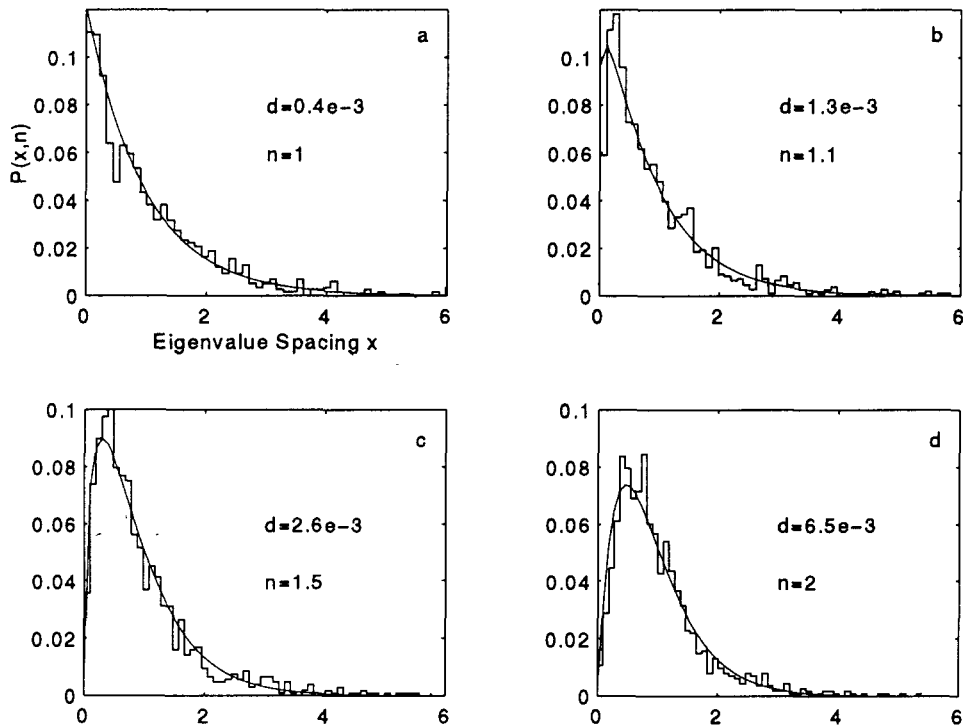 a
0.1
0.08
0.06
0.04
0.02
0
P(x,n)
d=0.4e-3
n=1
0 2 4 6
Eigenvalue Spacing x
b
0.1
0.08
0.06
0.04
0.02
0
d=1.3e-3
n=1.1
0 2 4 6
c
0.1
0.08
0.06
0.04
0.02
0
d=2.6e-3
n=1.5
0 2 4 6
d
0.1
0.08
0.06
0.04
0.02
0
d=6.5e-3
n=2
0 2 4 6